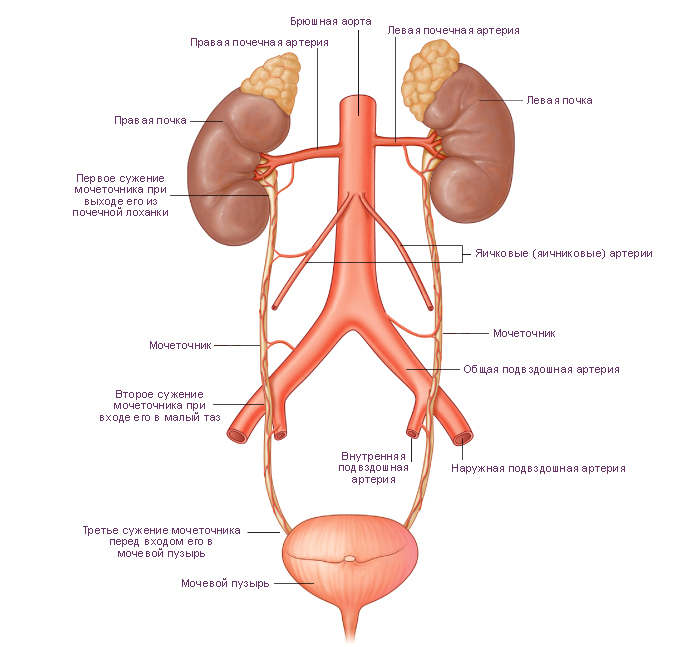 Брюшная аорта
Правая почечная артерия
Левая почечная артерия
Правая почка
Левая почка
Первое сужение
мочеточника при
выходе его из
почечной лоханки
Яичковые (яичниковые) артерии
Мочеточник
Мочеточник
Общая подвздошная артерия
Второе сужение
мочеточника при
входе его в малый таз
Внутренняя
подвздошная
артерия
Наружная подвздошная артерия
Третье сужение мочеточника
перед входом его в
мочевой пузырь
Мочевой пузырь